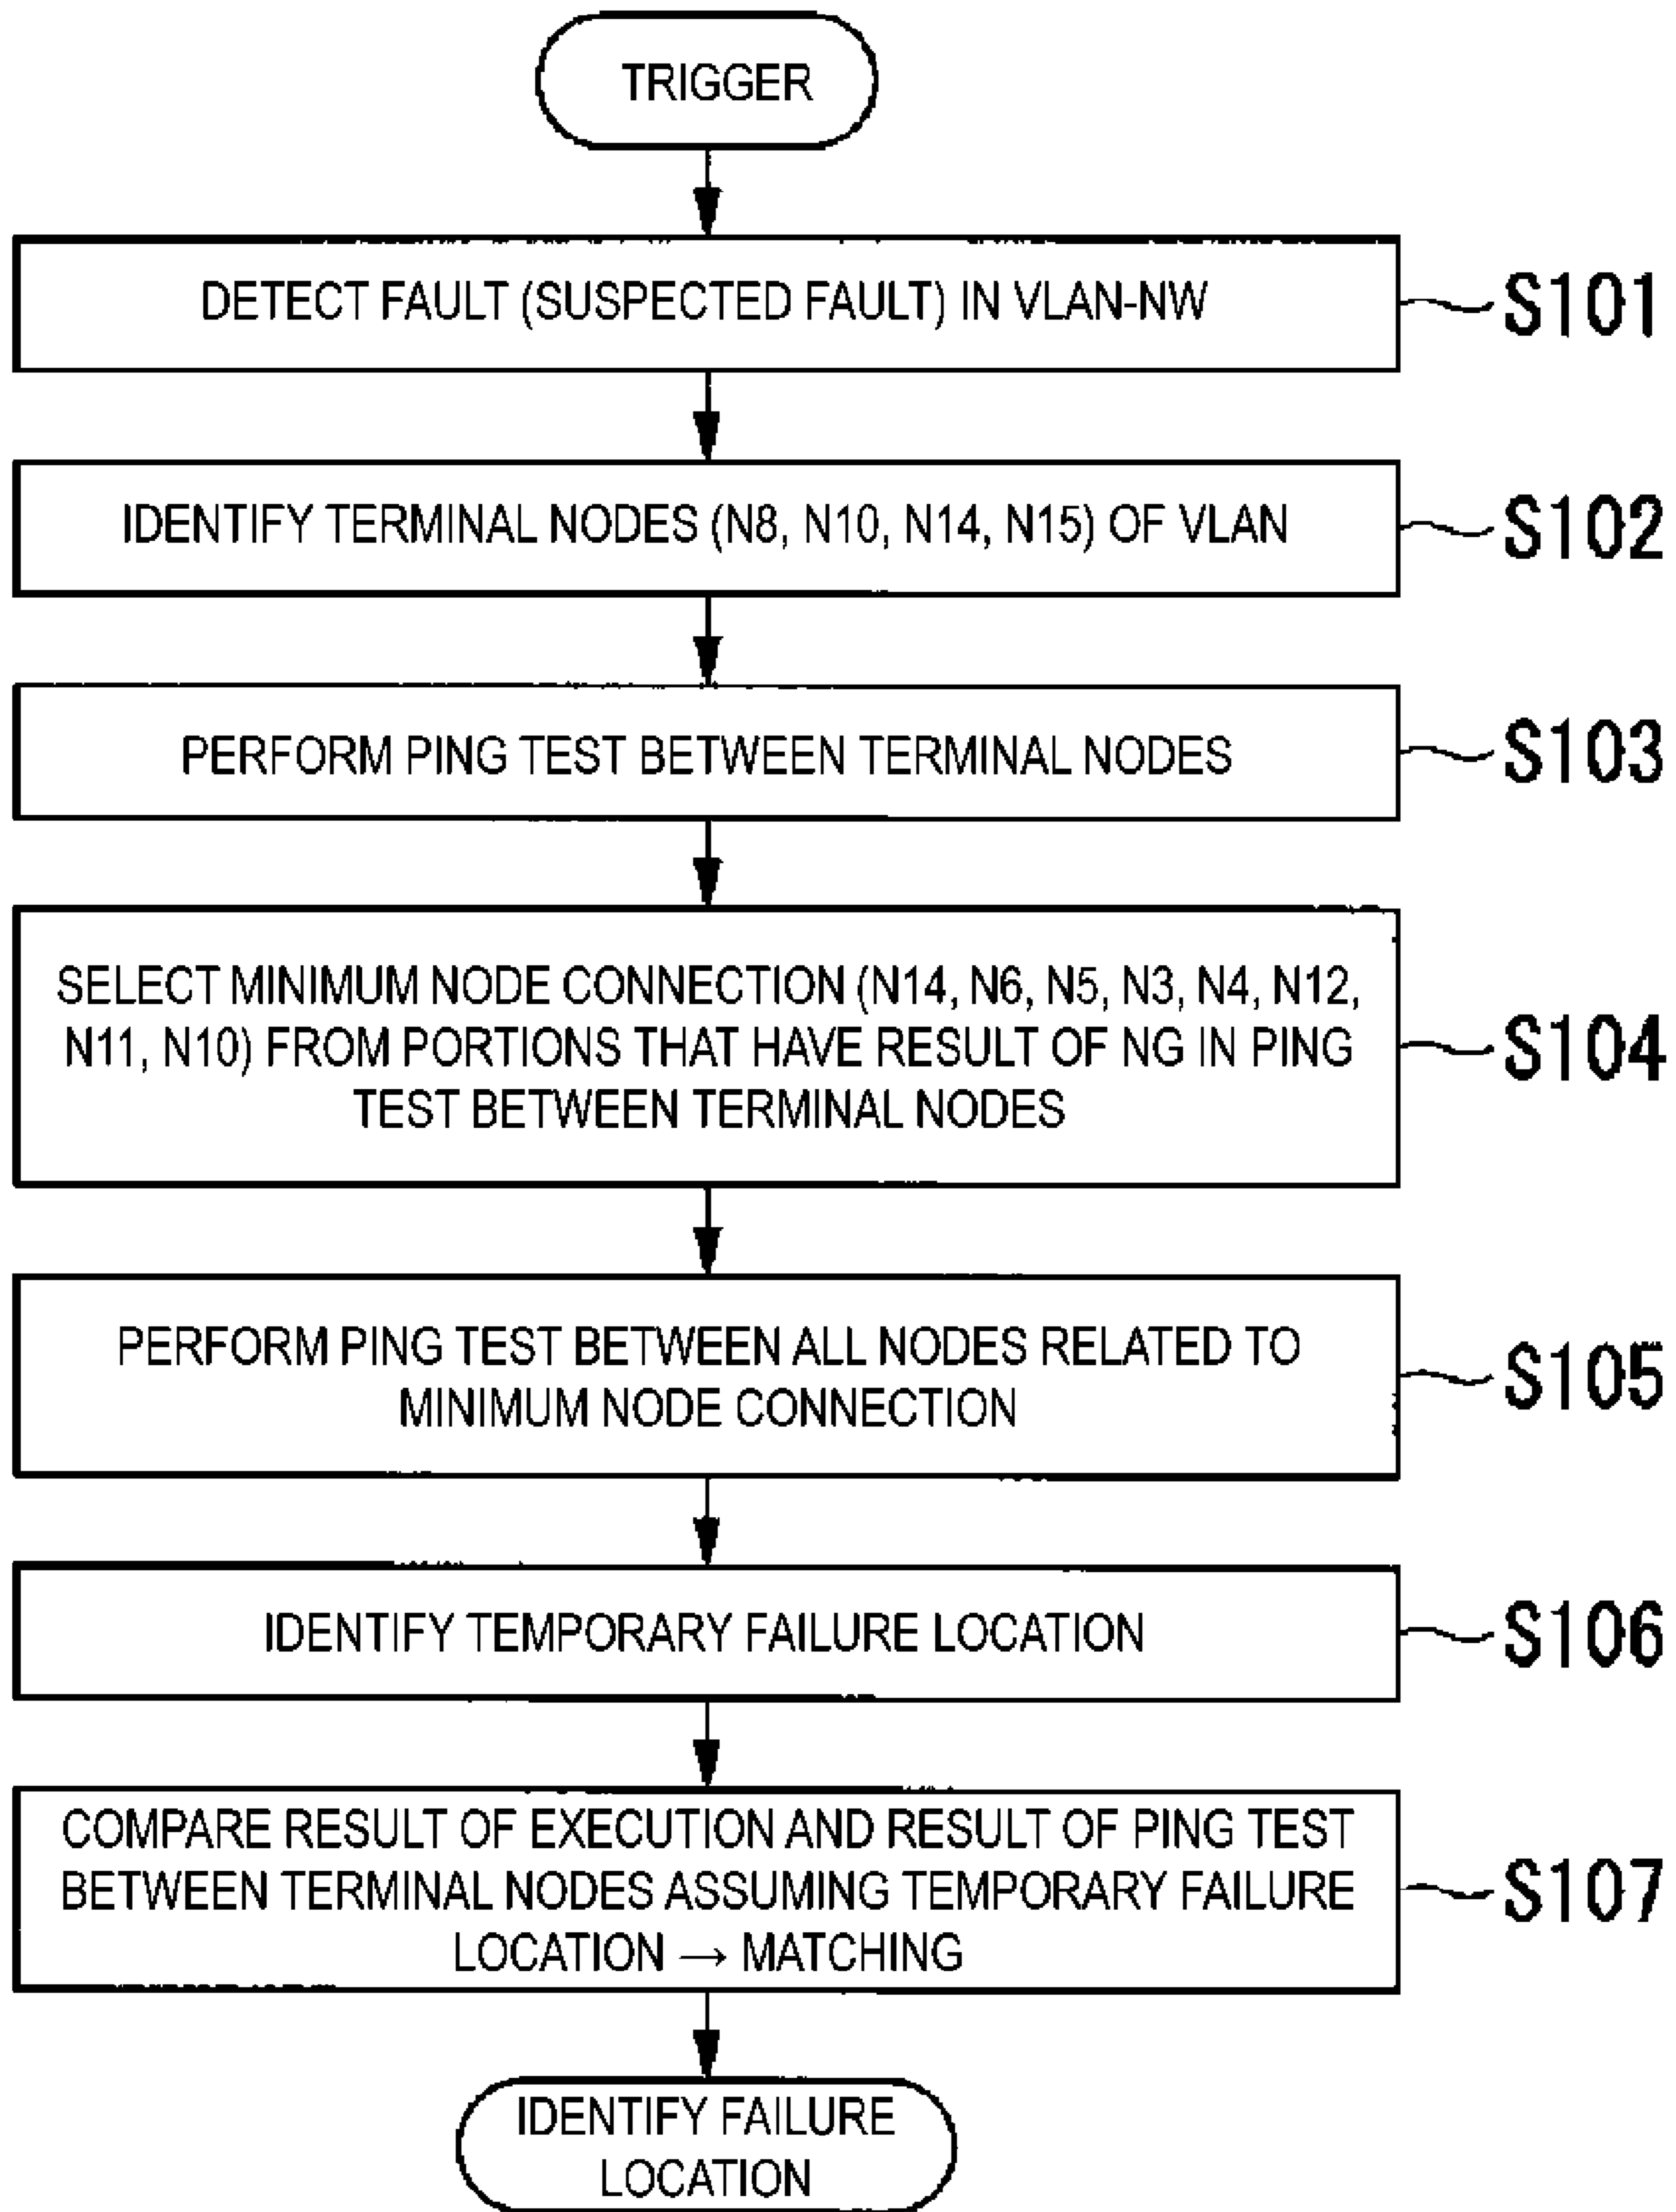 TRIGGER
DETECT FAULT (SUSPECTED FAULT) IN VLAN-NW
S101
IDENTIFY TERMINAL NODES (N8, N10, N14, N15) OF VLAN
S102
PERFORM PING TEST BETWEEN TERMINAL NODES
S103
SELECT MINIMUM NODE CONNECTION (N14, N6, N5, N3, N4, N12,
N11, N10) FROM PORTIONS THAT HAVE RESULT OF NG IN PING
TEST BETWEEN TERMINAL NODES
S104
PERFORM PING TEST BETWEEN ALL NODES RELATED TO
MINIMUM NODE CONNECTION
S105
IDENTIFY TEMPORARY FAILURE LOCATION
S106
COMPARE RESULT OF EXECUTION AND RESULT OF PING TEST
BETWEEN TERMINAL NODES ASSUMING TEMPORARY FAILURE
LOCATION → MATCHING
S107
IDENTIFY FAILURE
LOCATION